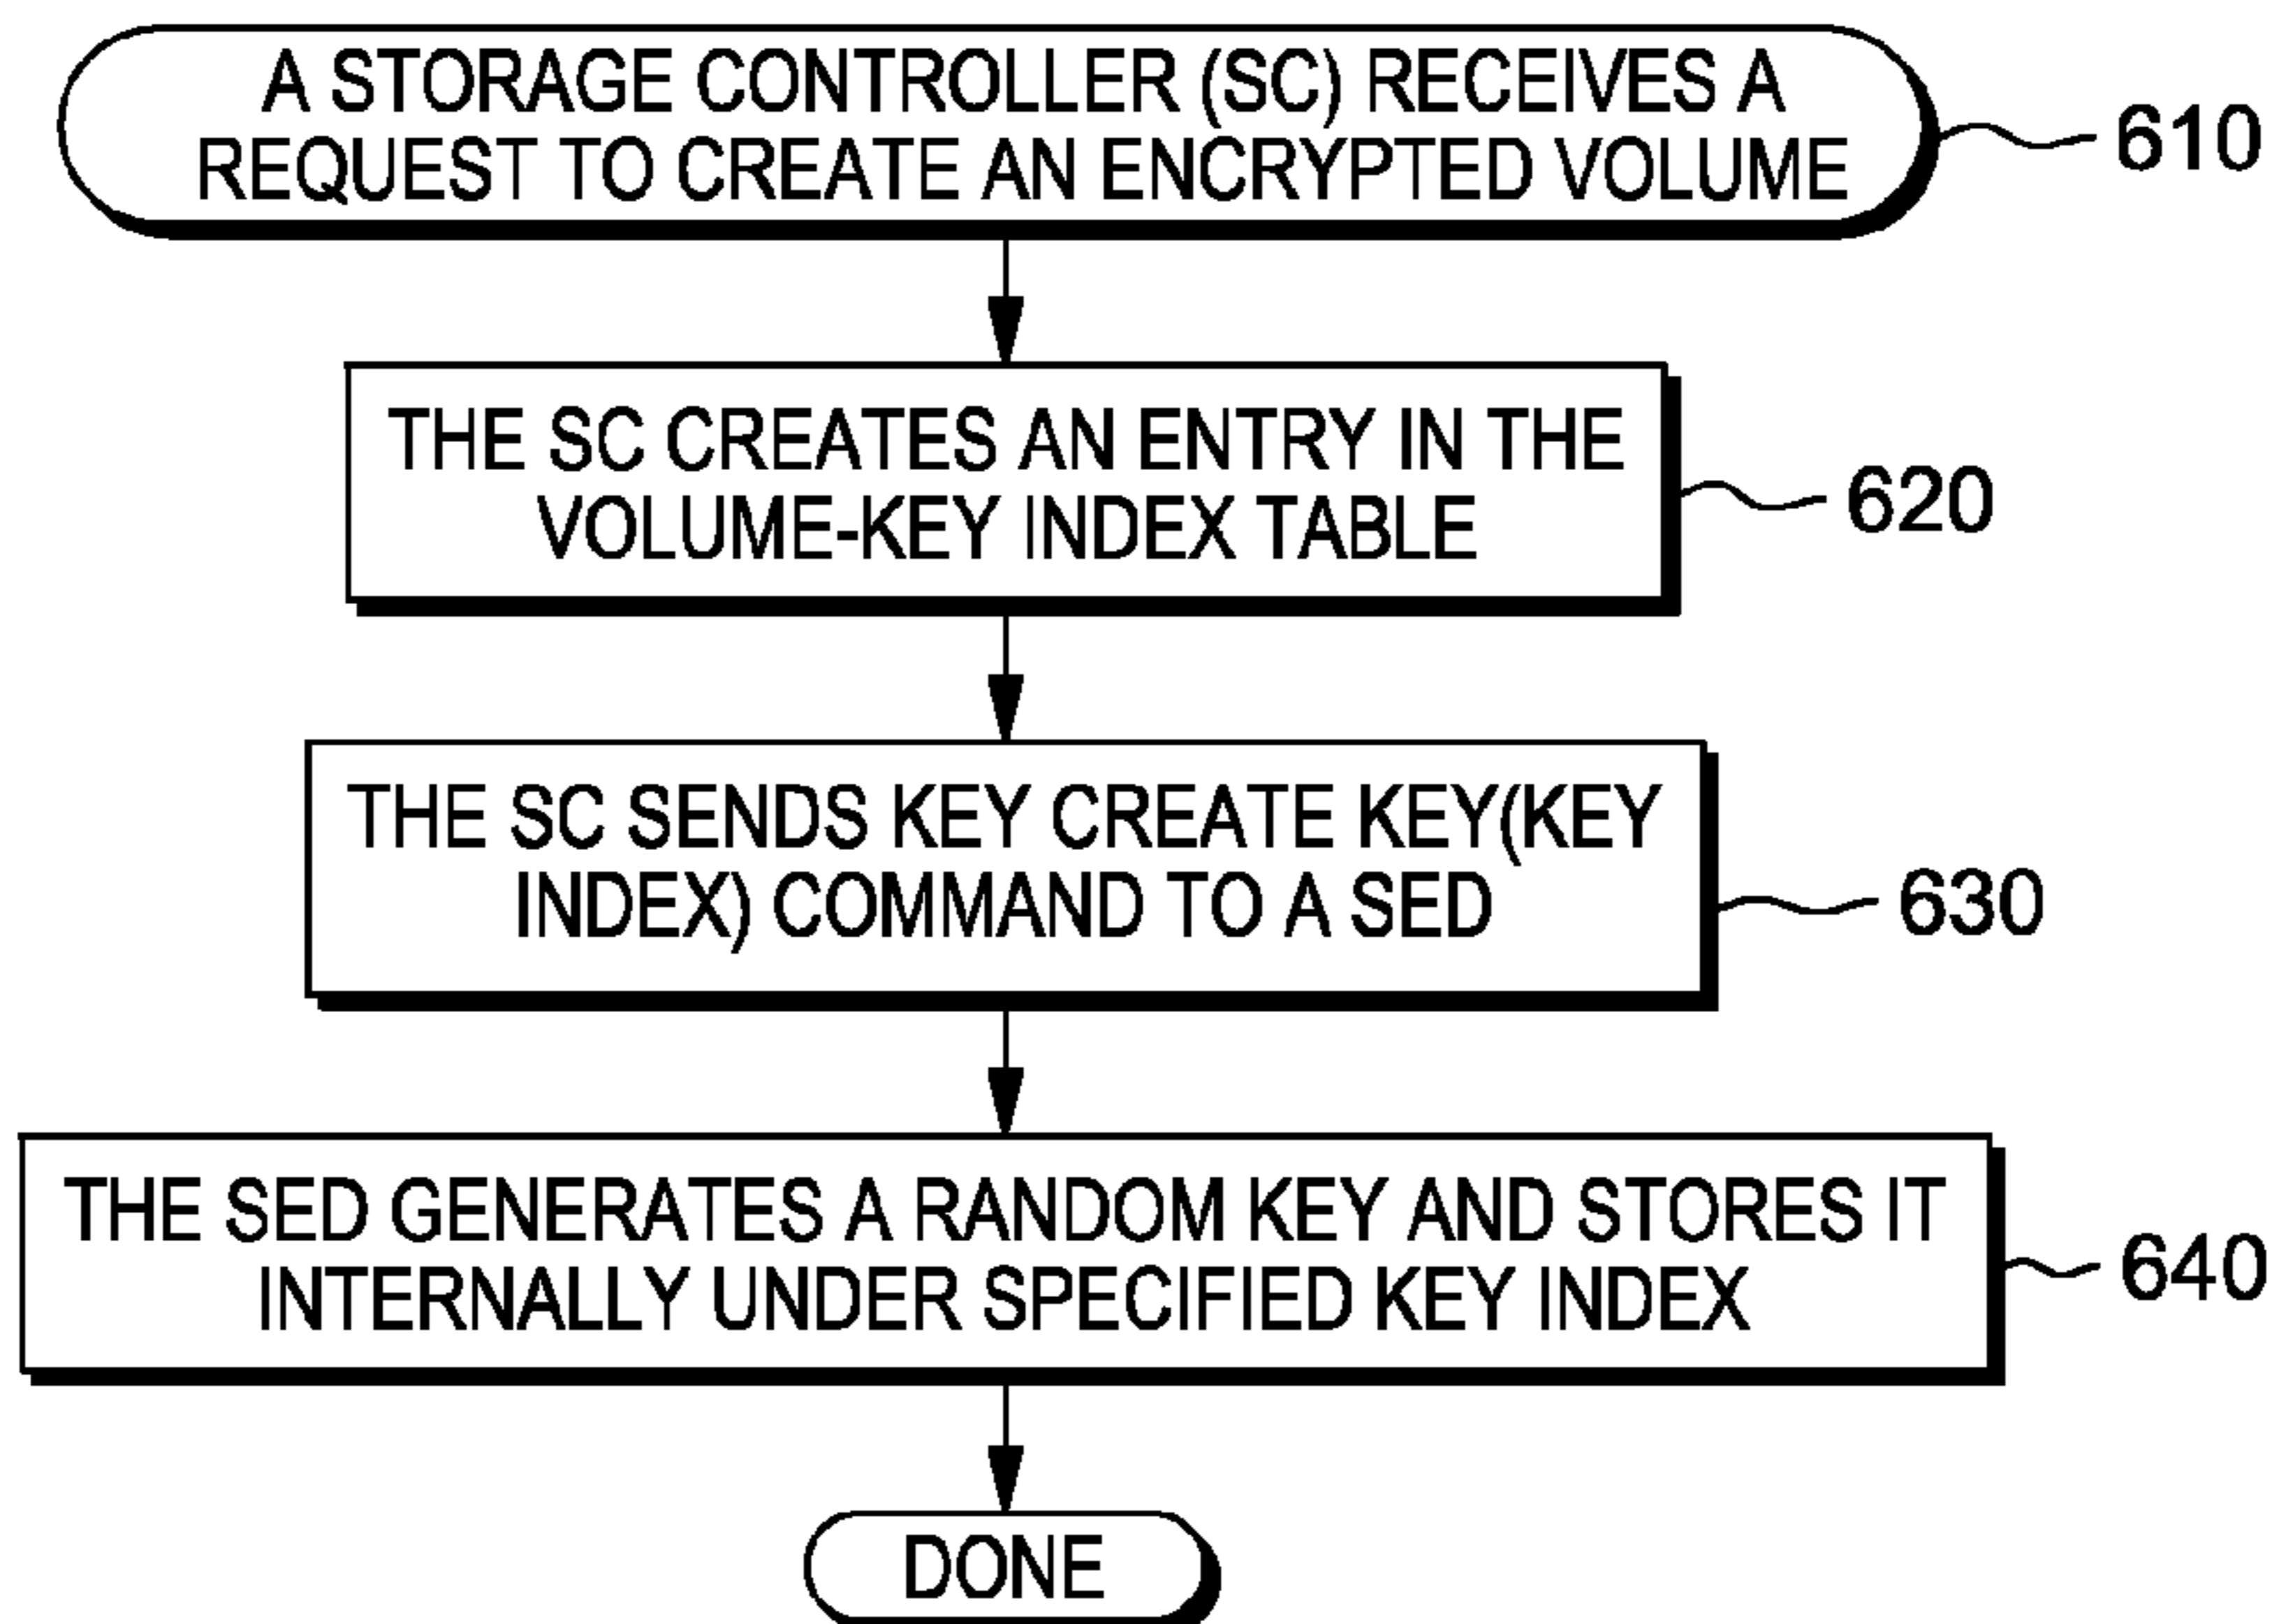 A STORAGE CONTROLLER (SC) RECEIVES A
REQUEST TO CREATE AN ENCRYPTED VOLUME
610
THE SC CREATES AN ENTRY IN THE
VOLUME-KEY INDEX TABLE
620
THE SC SENDS KEY CREATE KEY(KEY
INDEX) COMMAND TO A SED
630
THE SED GENERATES A RANDOM KEY AND STORES IT
INTERNALLY UNDER SPECIFIED KEY INDEX
640
DONE